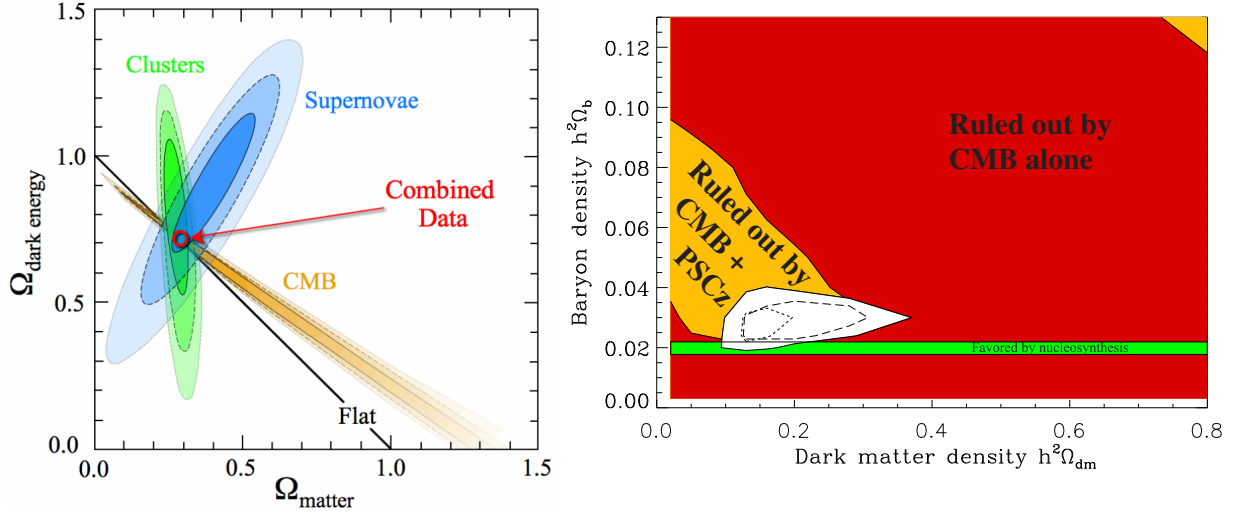 1.5
Clusters
Supernovae
1.0
Combined
Data
CMB
0.5
Flat
0.0
0.0 0.5 1.0 1.5
Ωdark energy
Ωmatter
0.12
0.10
0.08
0.06
0.04
0.02
0.00
Baryon density h²Ωb
Ruled out by
CMB alone
Ruled out by
CMB +
PSCz
Favored by nucleosynthesis
0.0 0.2 0.4 0.6 0.8
Dark matter density h²Ωdm